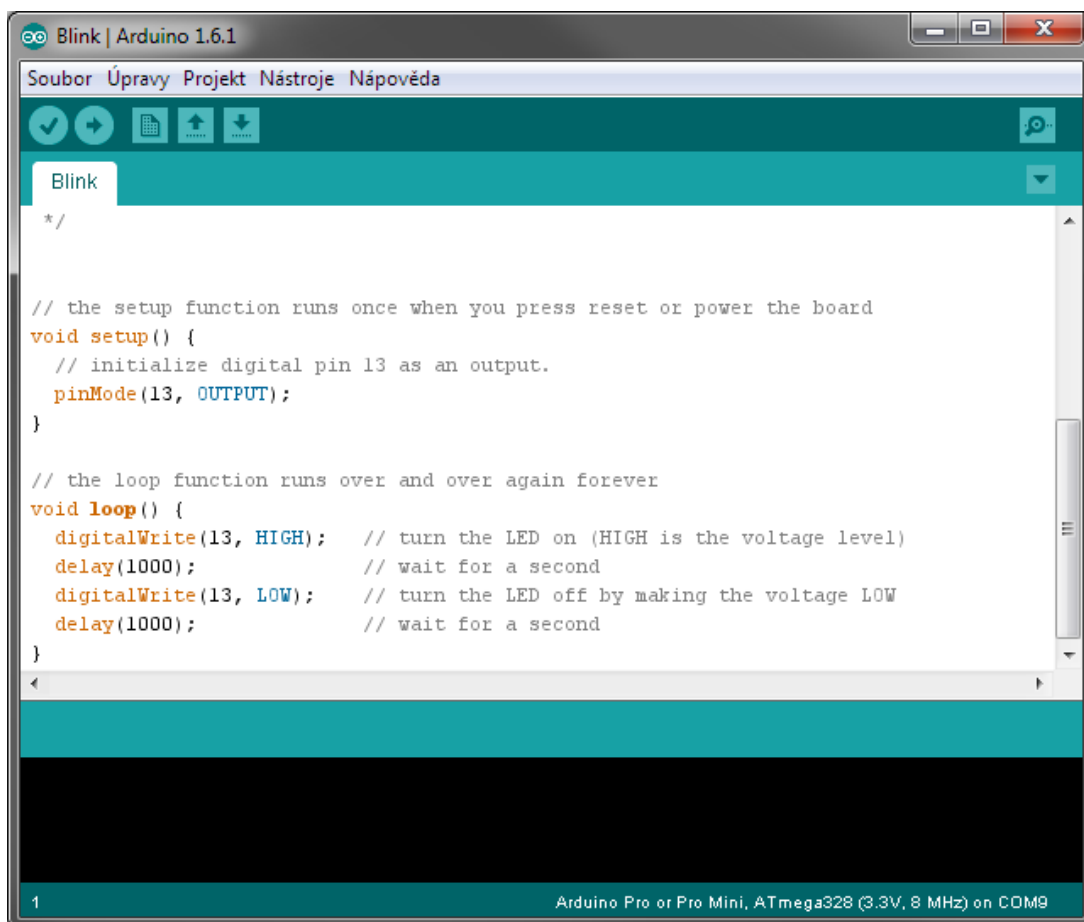 Blink | Arduino 1.6.1
Soubor Úpravy Projekt Nástroje Nápověda
Blink
*/
// the setup function runs once when you press reset or power the board
void setup() {
// initialize digital pin 13 as an output.
pinMode(13, OUTPUT);
}
// the loop function runs over and over again forever
void loop() {
digitalWrite(13, HIGH);   // turn the LED on (HIGH is the voltage level)
delay(1000);              // wait for a second
digitalWrite(13, LOW);    // turn the LED off by making the voltage LOW
delay(1000);              // wait for a second
}
1 Arduino Pro or Pro Mini, ATmega328 (3.3V, 8 MHz) on COM9